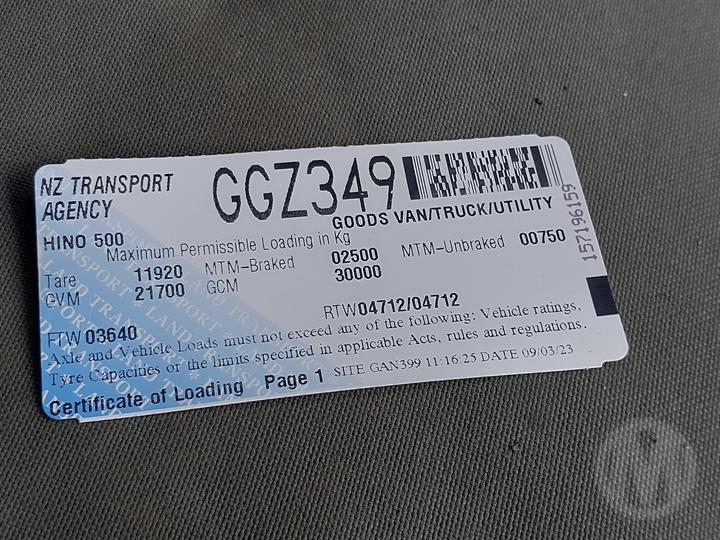 NZ TRANSPORT
AGENCY
GGZ349
GOODS VAN/TRUCK/UTILITY
HINO 500
Maximum Permissible Loading in Kg
Tare 11920 MTM-Braked 02500 MTM-Unbraked 00750
GVM 21700 GCM 30000
FTW 03640 RTW 04712/04712
Axle and Vehicle Loads must not exceed any of the following: Vehicle ratings,
Tyre Capacities or the limits specified in applicable Acts, rules and regulations.
Certificate of Loading Page 1 SITE GAN399 11:16:25 DATE 09/03/23
157196159
M